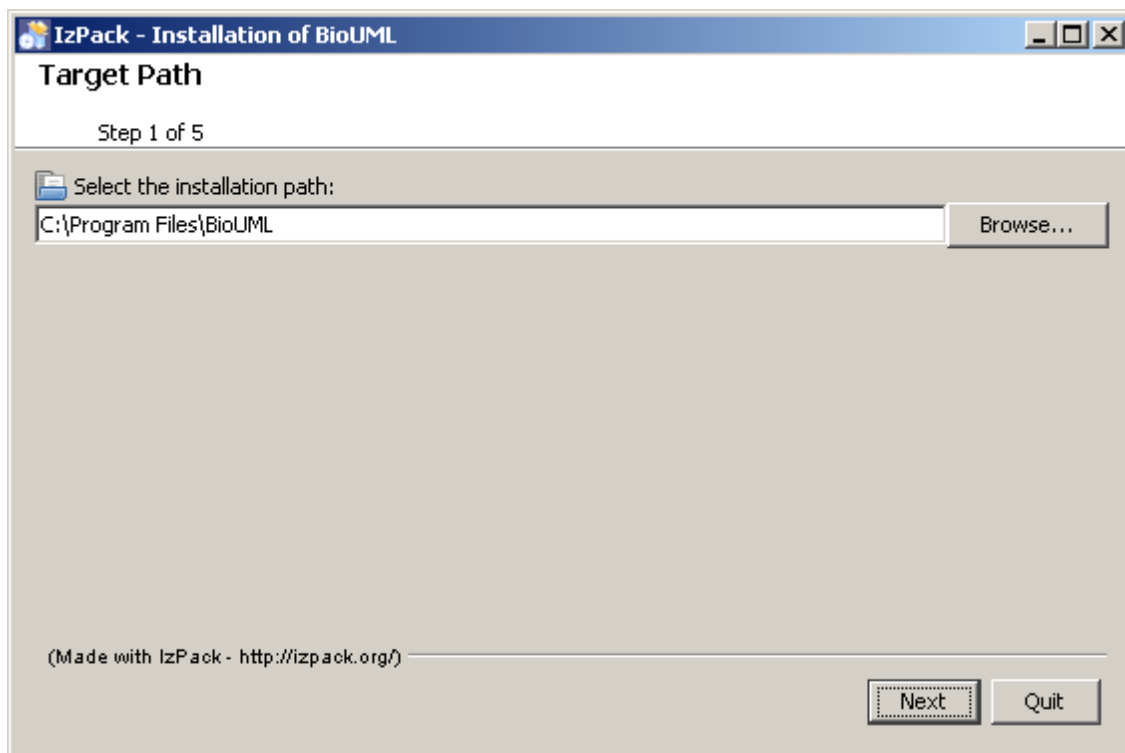 IzPack - Installation of BioUML
Target Path
Step 1 of 5
Select the installation path:
C:\Program Files\BioUML
Browse...
(Made with IzPack - http://izpack.org/)
Next
Quit